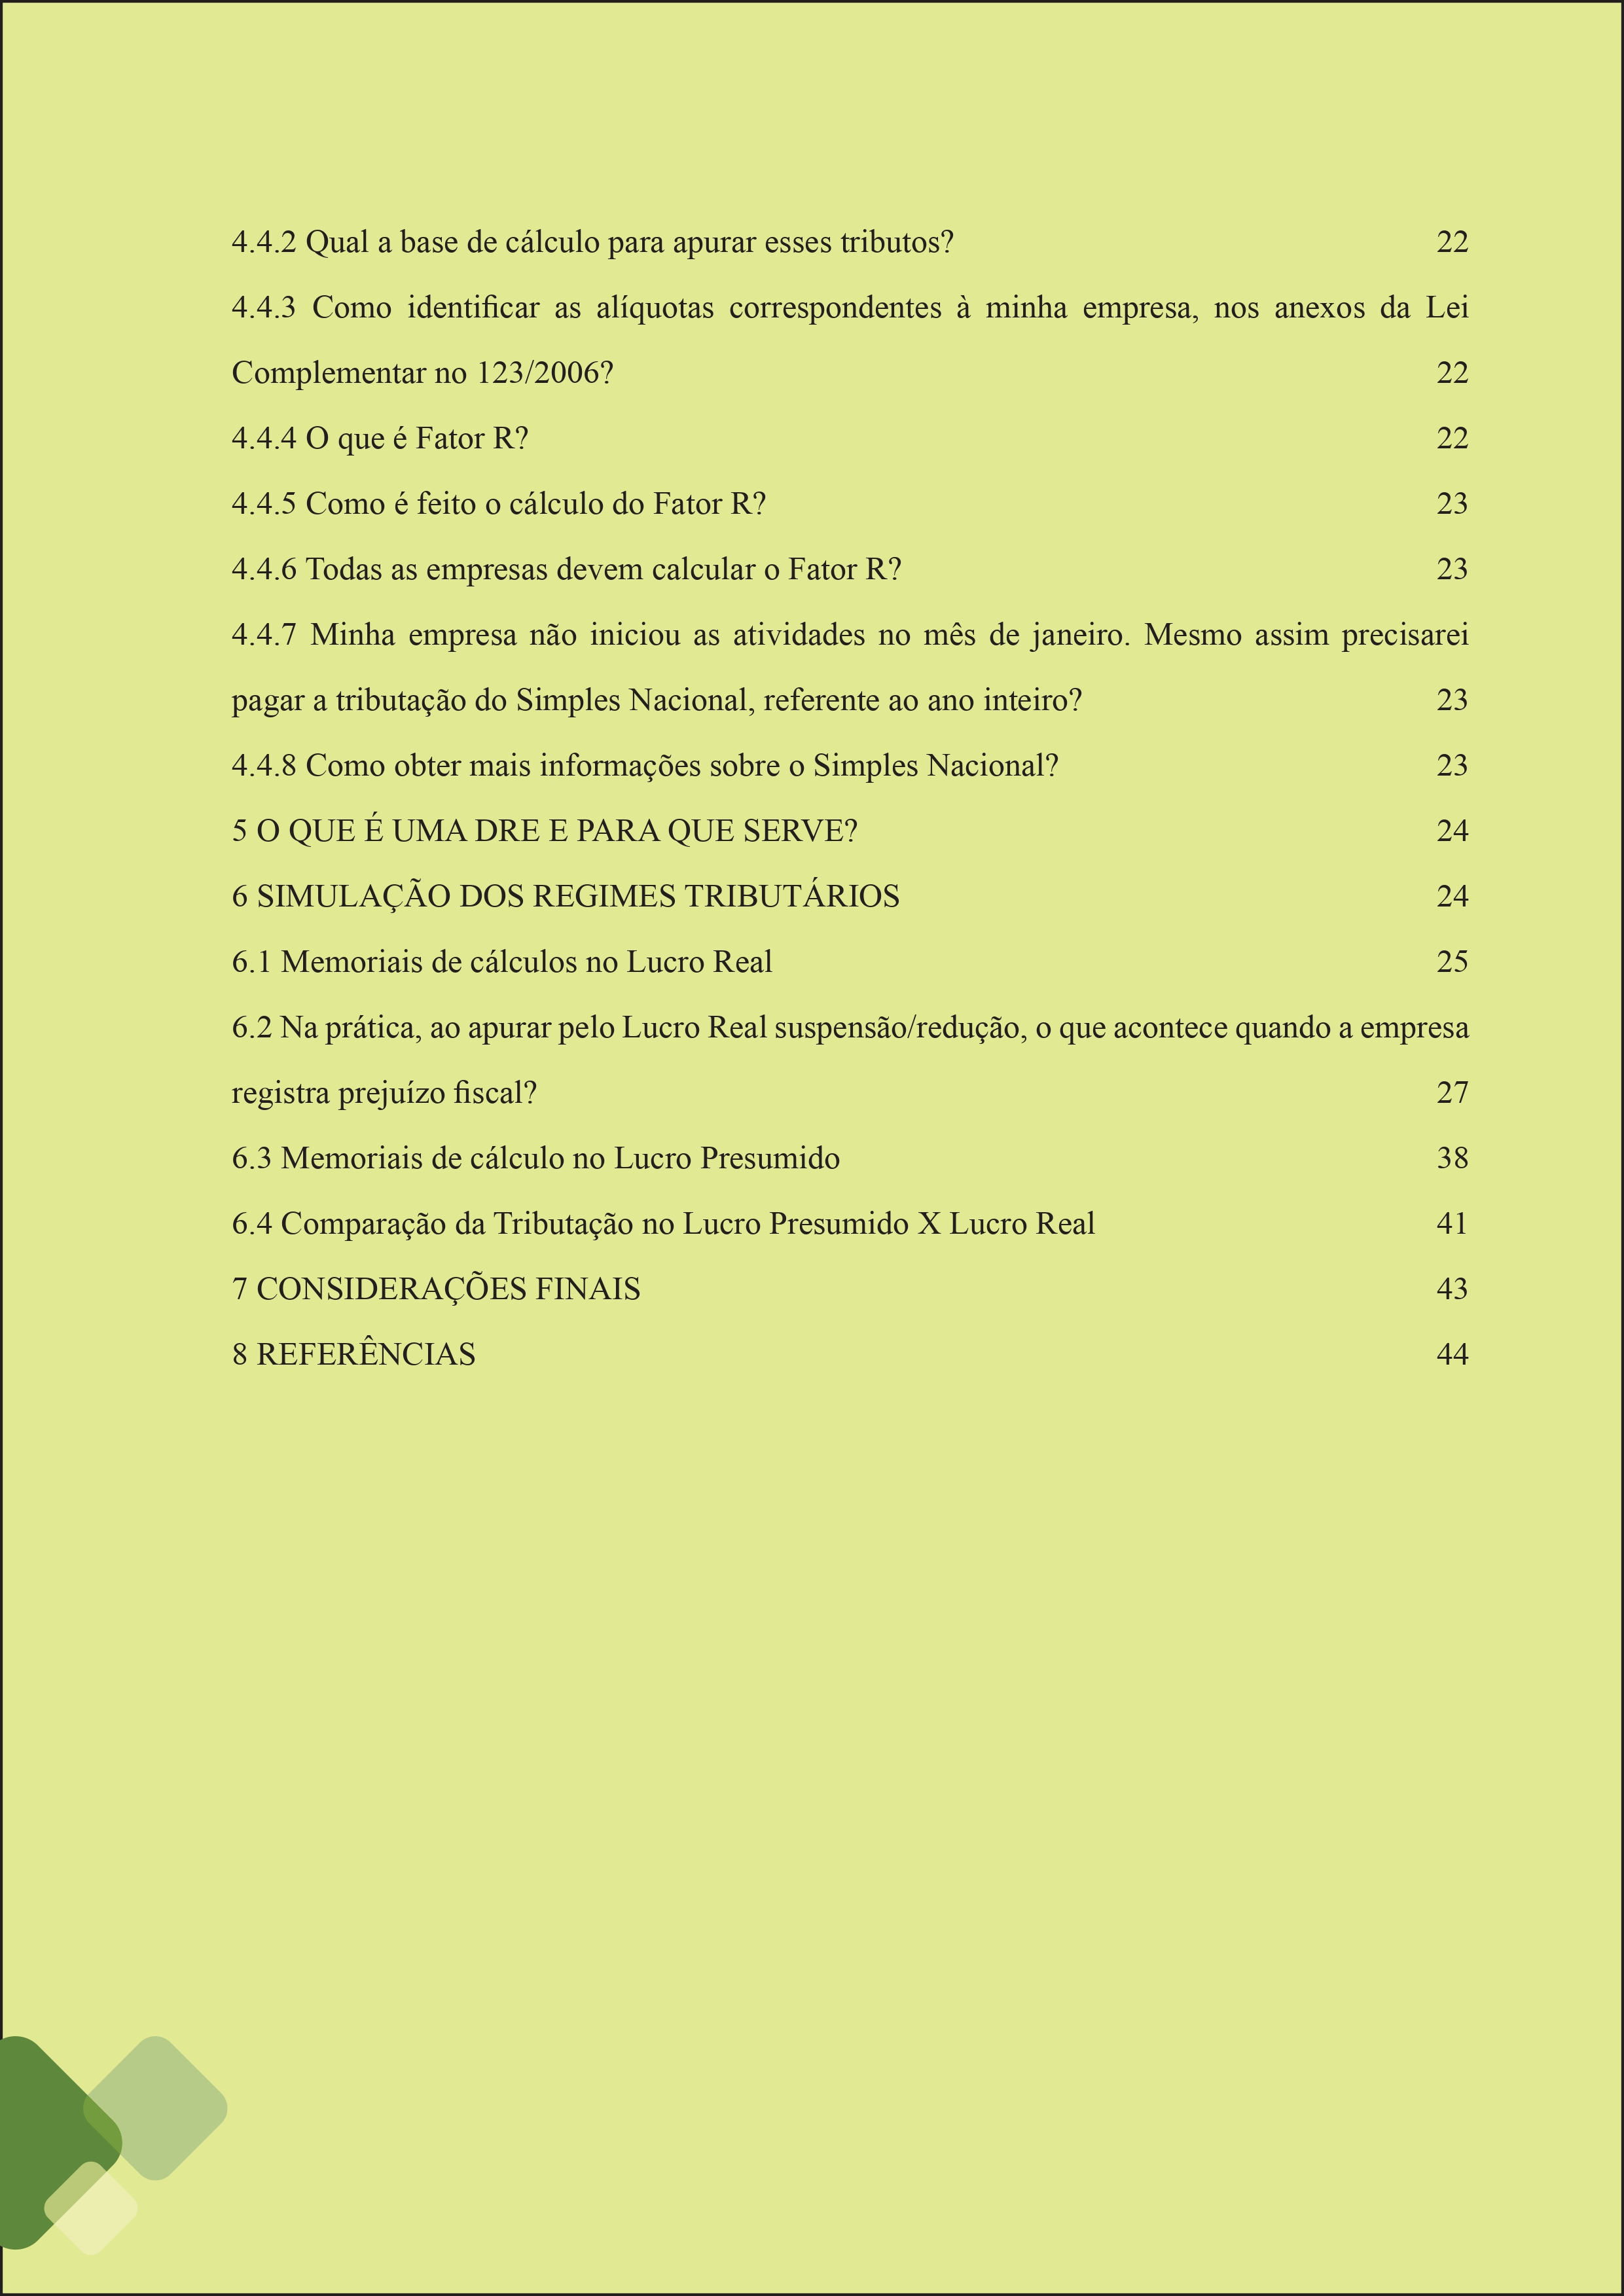 4.4.2 Qual a base de cálculo para apurar esses tributos? 22
4.4.3 Como identificar as alíquotas correspondentes à minha empresa, nos anexos da Lei
Complementar no 123/2006? 22
4.4.4 O que é Fator R? 22
4.4.5 Como é feito o cálculo do Fator R? 23
4.4.6 Todas as empresas devem calcular o Fator R? 23
4.4.7 Minha empresa não iniciou as atividades no mês de janeiro. Mesmo assim precisarei
pagar a tributação do Simples Nacional, referente ao ano inteiro? 23
4.4.8 Como obter mais informações sobre o Simples Nacional? 23
5 O QUE É UMA DRE E PARA QUE SERVE? 24
6 SIMULAÇÃO DOS REGIMES TRIBUTÁRIOS 24
6.1 Memoriais de cálculos no Lucro Real 25
6.2 Na prática, ao apurar pelo Lucro Real suspensão/redução, o que acontece quando a empresa
registra prejuízo fiscal? 27
6.3 Memoriais de cálculo no Lucro Presumido 38
6.4 Comparação da Tributação no Lucro Presumido X Lucro Real 41
7 CONSIDERAÇÕES FINAIS 43
8 REFERÊNCIAS 44